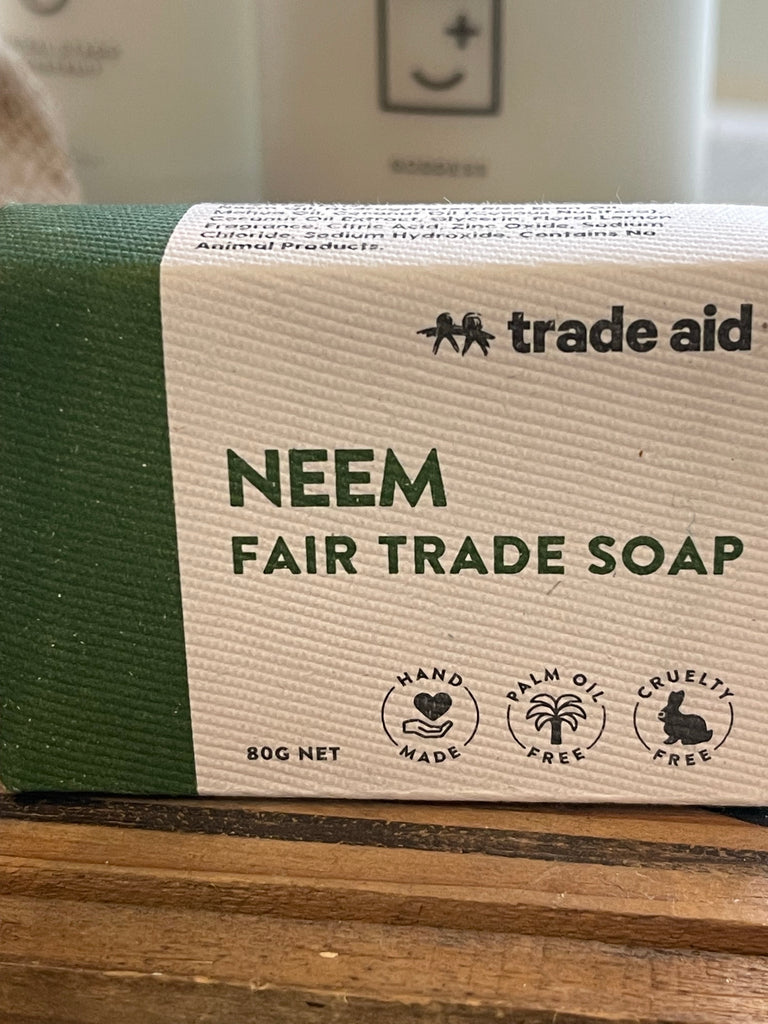 GODDESS
Coconut Oil Extract, Glycerin, Floral Lemon
Fragrance, Citric Acid, Zinc Oxide, Sodium
Chloride, Sodium Hydroxide. Contains No
Animal Products.
trade aid
NEEM
FAIR TRADE SOAP
80G NET
HAND
MADE
PALM OIL
FREE
CRUELTY
FREE